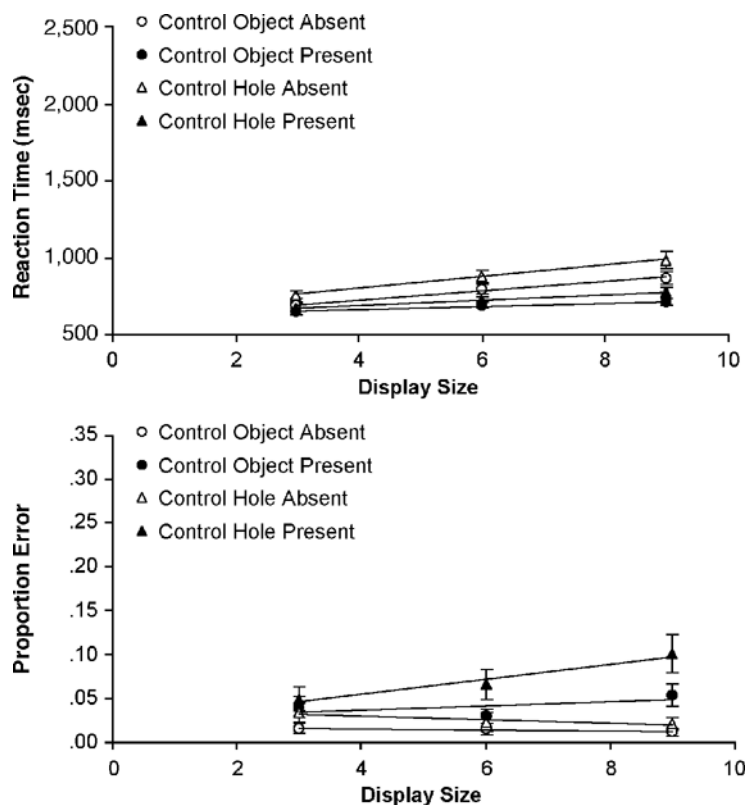 2,500
2,000
1,500
1,000
500
Reaction Time (msec)
Control Object Absent
Control Object Present
Control Hole Absent
Control Hole Present
0 2 4 6 8 10
Display Size
.35
.30
.25
.20
.15
.10
.05
.00
Proportion Error
Control Object Absent
Control Object Present
Control Hole Absent
Control Hole Present
0 2 4 6 8 10
Display Size